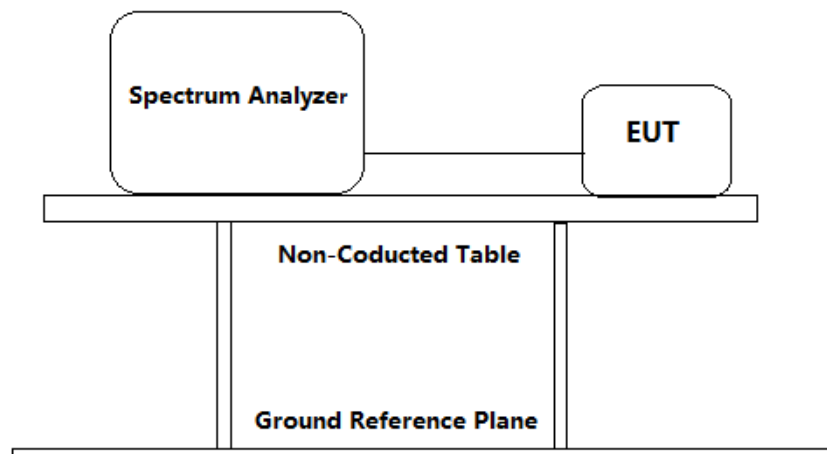 Spectrum Analyzer
EUT
Non-Coducted Table
Ground Reference Plane